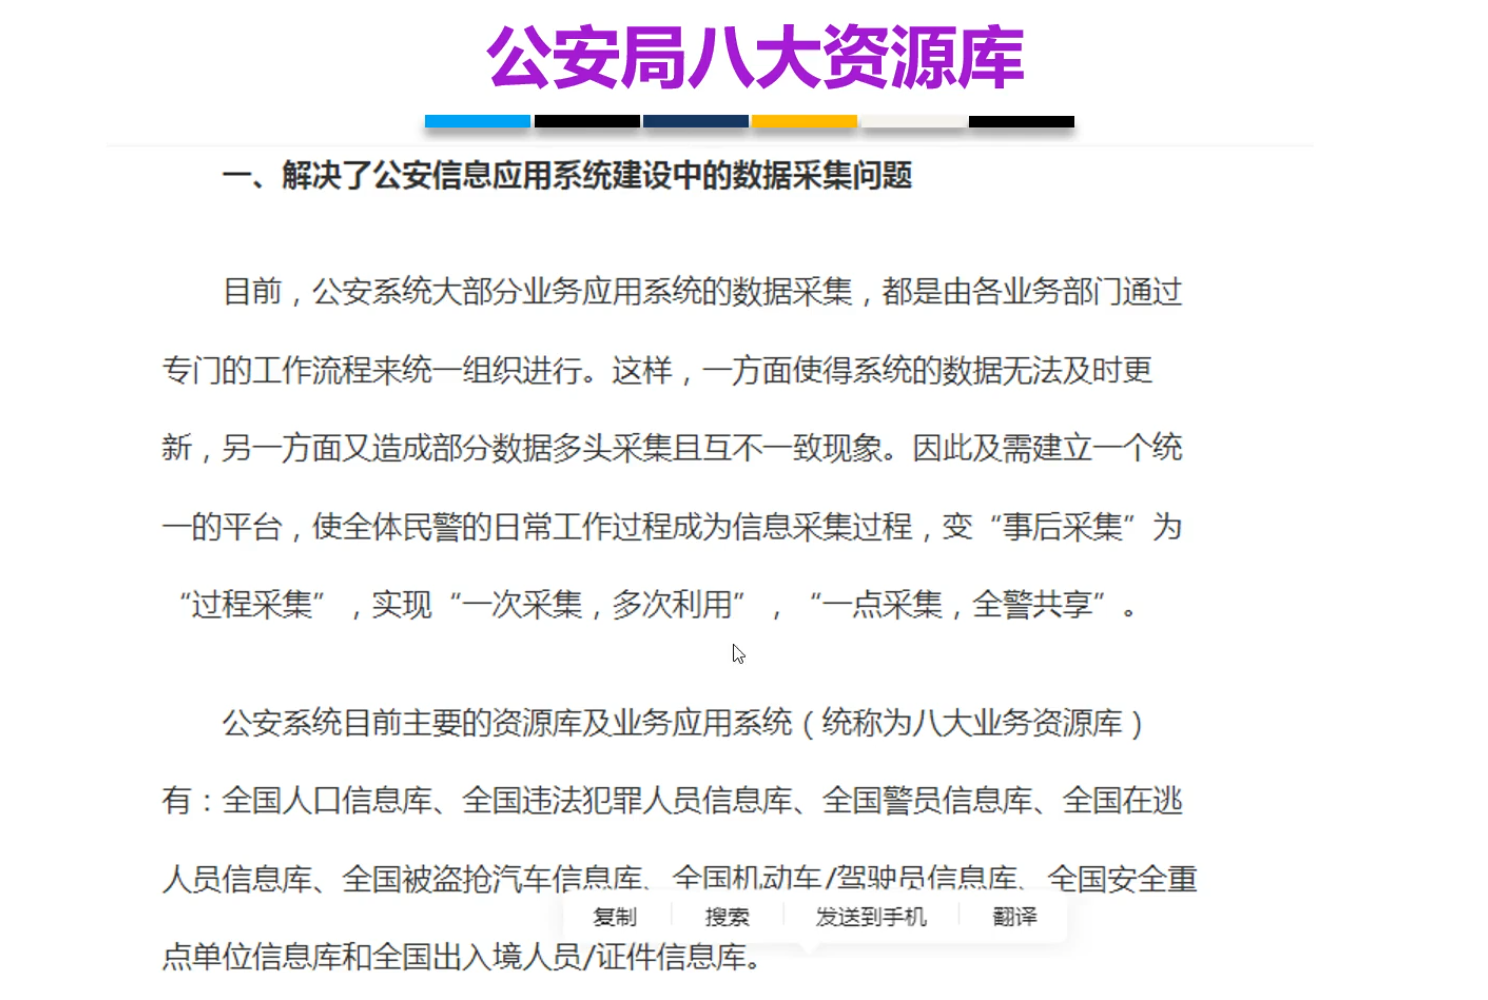 公安局八大资源库
一、解决了公安信息应用系统建设中的数据采集问题
目前，公安系统大部分业务应用系统的数据采集，都是由各业务部门通过
专门的工作流程来统一组织进行。这样，一方面使得系统的数据无法及时更
新，另一方面又造成部分数据多头采集且互不一致现象。因此及需建立一个统
一的平台，使全体民警的日常工作过程成为信息采集过程，变“事后采集”为
“过程采集”，实现“一次采集，多次利用”，“一点采集，全警共享”。
公安系统目前主要的资源库及业务应用系统（统称为八大业务资源库）
有：全国人口信息库、全国违法犯罪人员信息库、全国警员信息库、全国在逃
人员信息库、全国被盗抢汽车信息库、全国机动车/驾驶员信息库、全国安全重
复制 搜索 发送到手机 翻译
点单位信息库和全国出入境人员/证件信息库。